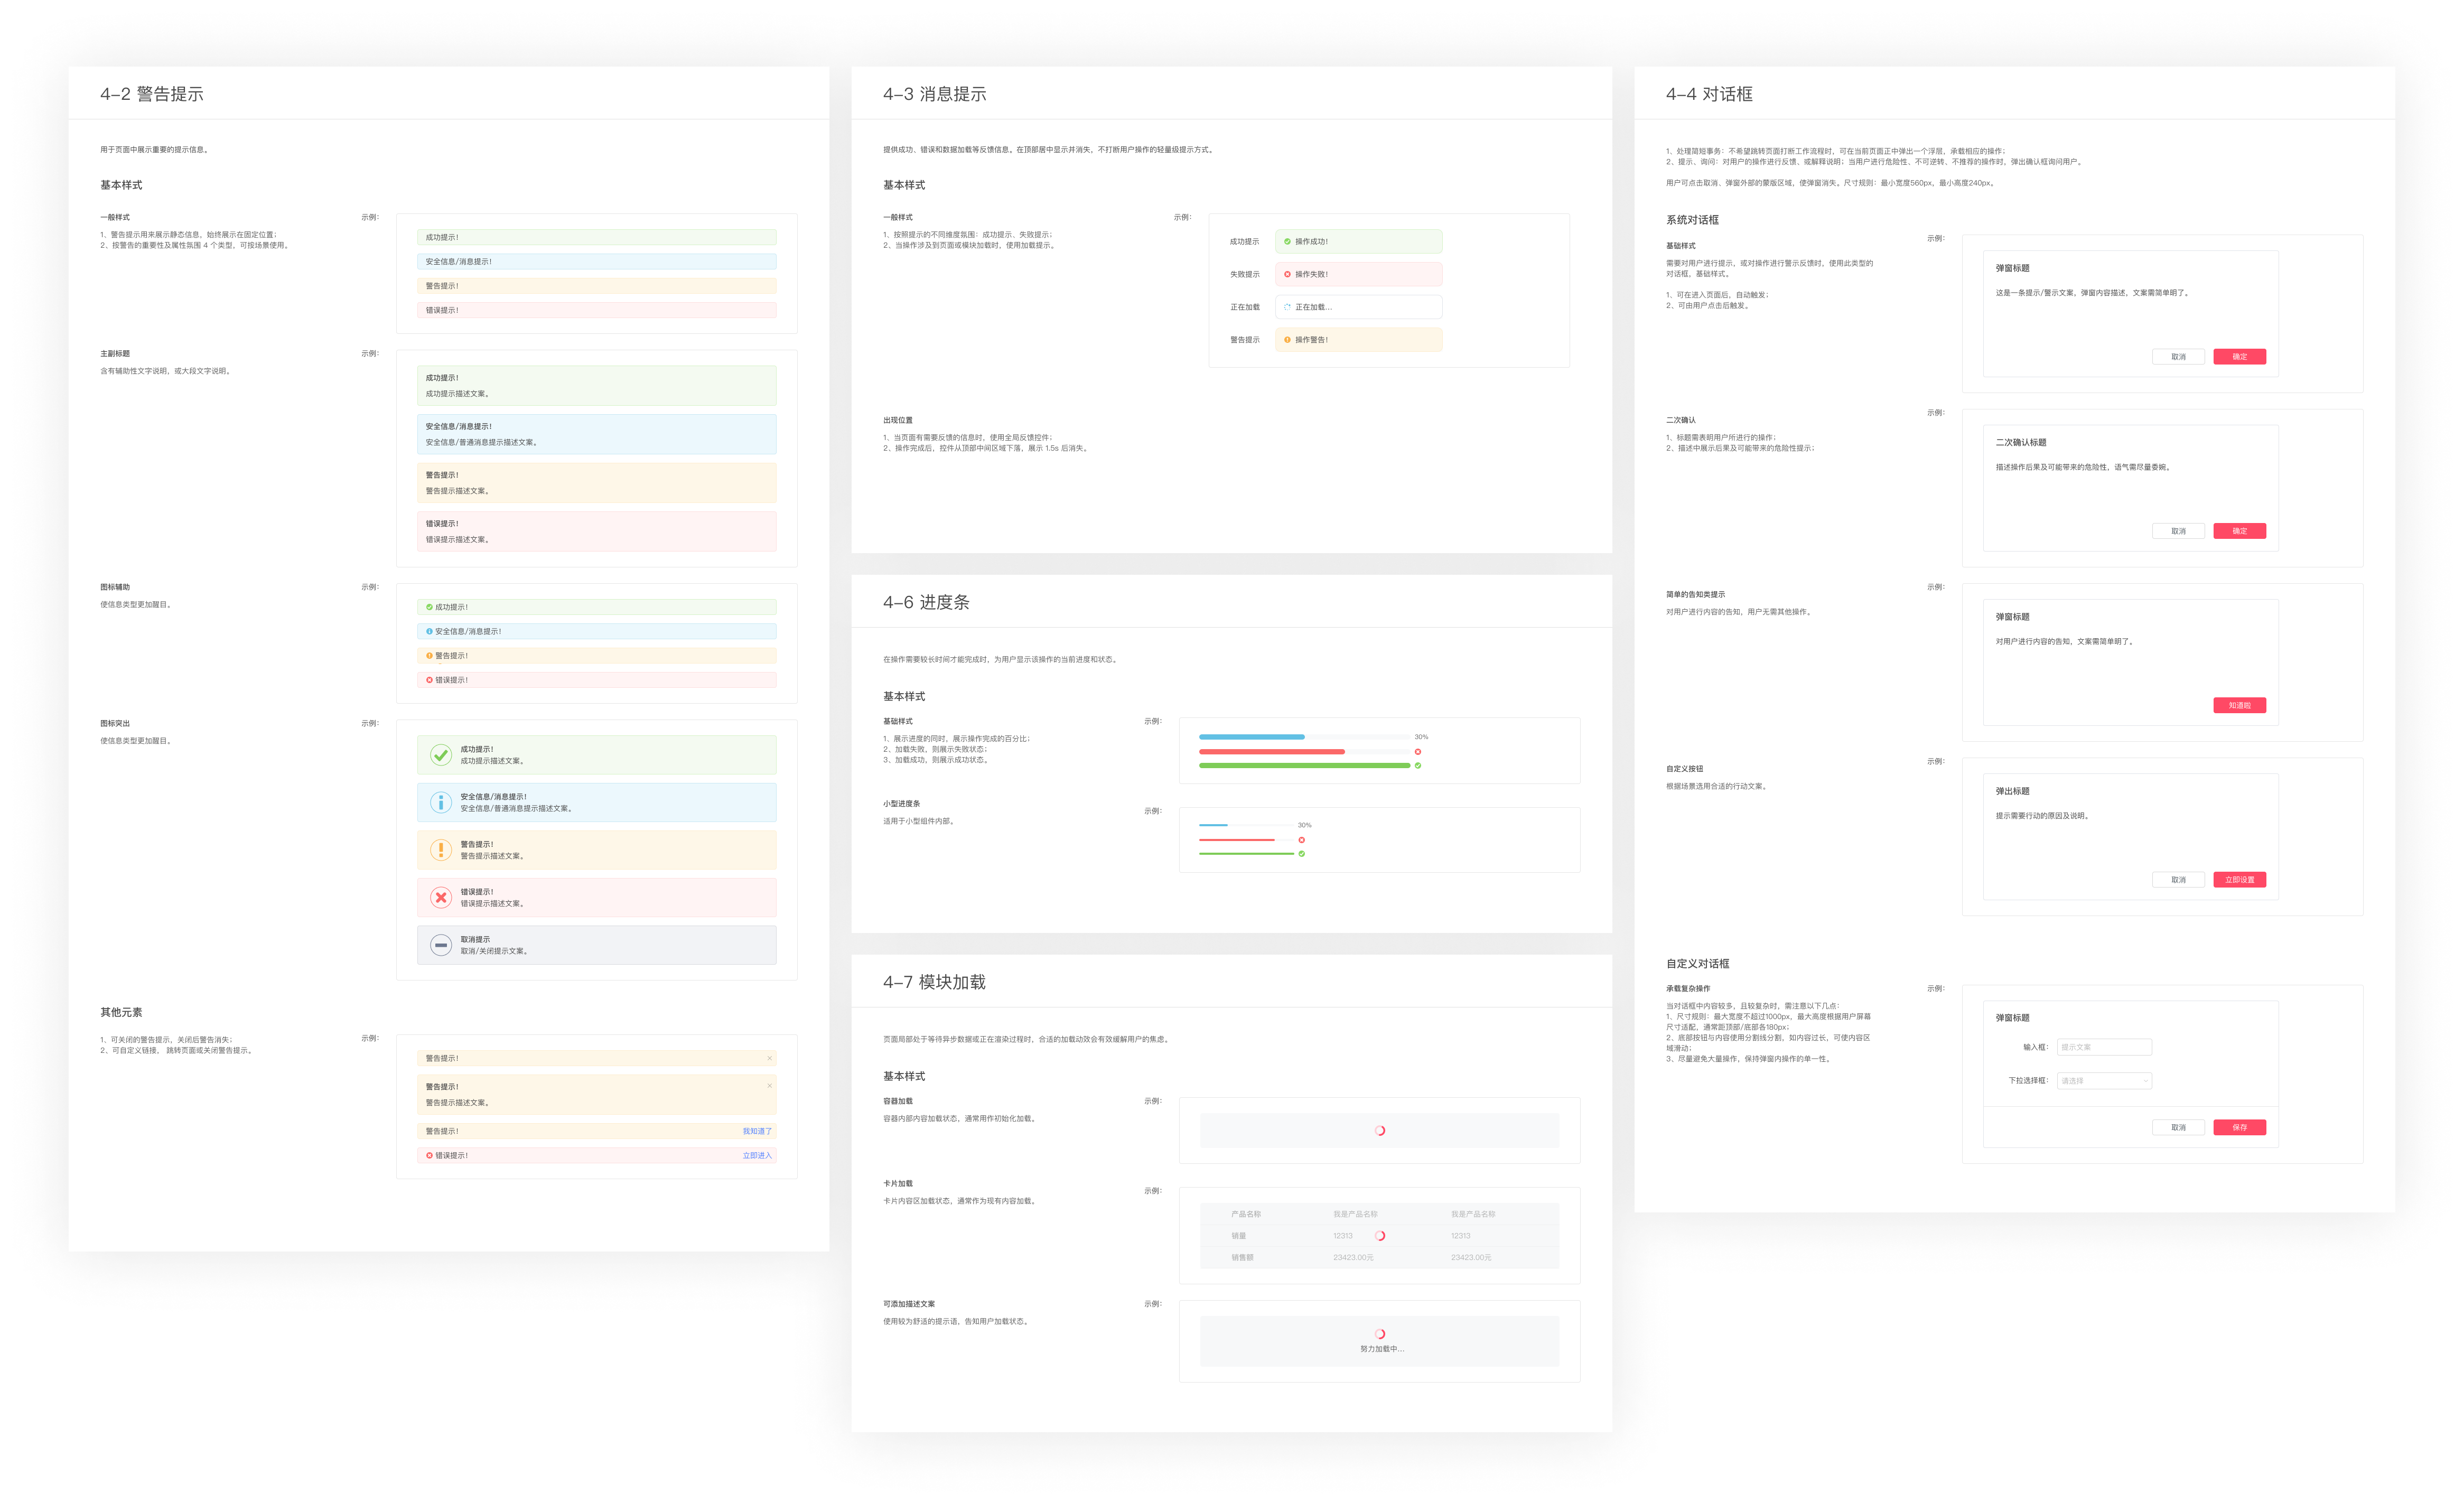 4-2 警告提示
用于页面中展示重要的提示信息。
基本样式
一般样式
1、警告提示用来展示静态信息，始终展示在固定位置；
2、按警告的重要性及属性氛围 4 个类型，可按场景使用。
示例：
成功提示！
安全信息/消息提示！
警告提示！
错误提示！
主副标题
含有辅助性文字说明，或大段文字说明。
示例：
成功提示！
成功提示描述文案。
安全信息/消息提示！
安全信息/普通消息提示描述文案。
警告提示！
警告提示描述文案。
错误提示！
错误提示描述文案。
图标辅助
使信息类型更加醒目。
示例：
成功提示！
安全信息/消息提示！
警告提示！
错误提示！
图标突出
使信息类型更加醒目。
示例：
成功提示！
成功提示描述文案。
安全信息/消息提示！
安全信息/普通消息提示描述文案。
警告提示！
警告提示描述文案。
错误提示！
错误提示描述文案。
取消提示
取消/关闭提示文案。
其他元素
1、可关闭的警告提示，关闭后警告消失；
2、可自定义链接， 跳转页面或关闭警告提示。
示例：
警告提示！
警告提示！
警告提示描述文案。
警告提示！ 我知道了
错误提示！ 立即进入
4-3 消息提示
提供成功、错误和数据加载等反馈信息。在顶部居中显示并消失，不打断用户操作的轻量级提示方式。
基本样式
一般样式
1、按照提示的不同维度氛围：成功提示、失败提示；
2、当操作涉及到页面或模块加载时，使用加载提示。
示例：
成功提示 操作成功！
失败提示 操作失败！
正在加载 正在加载...
警告提示 操作警告！
出现位置
1、当页面有需要反馈的信息时，使用全局反馈控件；
2、操作完成后，控件从顶部中间区域下落，展示 1.5s 后消失。
4-6 进度条
在操作需要较长时间才能完成时，为用户显示该操作的当前进度和状态。
基本样式
基础样式
1、展示进度的同时，展示操作完成的百分比；
2、加载失败，则展示失败状态；
3、加载成功，则展示成功状态。
示例：
30%
小型进度条
适用于小型组件内部。
示例：
30%
4-7 模块加载
页面局部处于等待异步数据或正在渲染过程时，合适的加载动效会有效缓解用户的焦虑。
基本样式
容器加载
容器内部内容加载状态，通常用作初始化加载。
示例：
卡片加载
卡片内容区加载状态，通常作为现有内容加载。
示例：
产品名称 我是产品名称 我是产品名称
销量 12313 12313
销售额 23423.00元 23423.00元
可添加描述文案
使用较为舒适的提示语，告知用户加载状态。
示例：
努力加载中...
4-4 对话框
1、处理简短事务：不希望跳转页面打断工作流程时，可在当前页面正中弹出一个浮层，承载相应的操作；
2、提示、询问：对用户的操作进行反馈、或解释说明；当用户进行危险性、不可逆转、不推荐的操作时，弹出确认框询问用户。
用户可点击取消、弹窗外部的蒙版区域，使弹窗消失。尺寸规则：最小宽度560px，最小高度240px。
系统对话框
基础样式
需要对用户进行提示，或对操作进行警示反馈时，使用此类型的
对话框，基础样式。
1、可在进入页面后，自动触发；
2、可由用户点击后触发。
示例：
弹窗标题
这是一条提示/警示文案，弹窗内容描述，文案需简单明了。
取消 确定
二次确认
1、标题需表明用户所进行的操作；
2、描述中展示后果及可能带来的危险性提示；
示例：
二次确认标题
描述操作后果及可能带来的危险性，语气需尽量委婉。
取消 确定
简单的告知类提示
对用户进行内容的告知，用户无需其他操作。
示例：
弹窗标题
对用户进行内容的告知，文案需简单明了。
知道啦
自定义按钮
根据场景选用合适的行动文案。
示例：
弹出标题
提示需要行动的原因及说明。
取消 立即设置
自定义对话框
承载复杂操作
当对话框中内容较多，且较复杂时，需注意以下几点：
1、尺寸规则：最大宽度不超过1000px，最大高度根据用户屏幕
尺寸适配，通常距顶部/底部各180px；
2、底部按钮与内容使用分割线分割，如内容过长，可使内容区
域滑动；
3、尽量避免大量操作，保持弹窗内操作的单一性。
示例：
弹窗标题
输入框： 提示文案
下拉选择框： 请选择
取消 保存